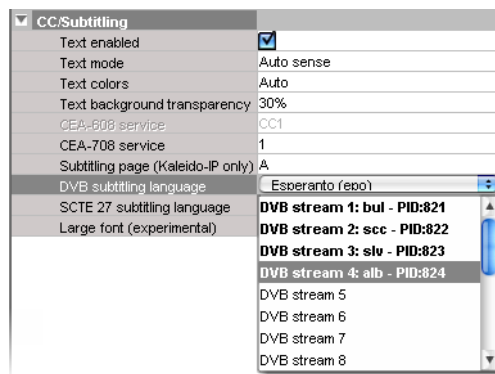 CC/Subtitling
Text enabled
Text mode Auto sense
Text colors Auto
Text background transparency 30%
CEA-608 service CC1
CEA-708 service 1
Subtitling page (Kaleido-IP only) A
DVB subtitling language Esperanto (epo)
SCTE 27 subtitling language DVB stream 1: bul - PID:821
Large font (experimental) DVB stream 2: scc - PID:822
DVB stream 3: slv - PID:823
DVB stream 4: alb - PID:824
DVB stream 5
DVB stream 6
DVB stream 7
DVB stream 8